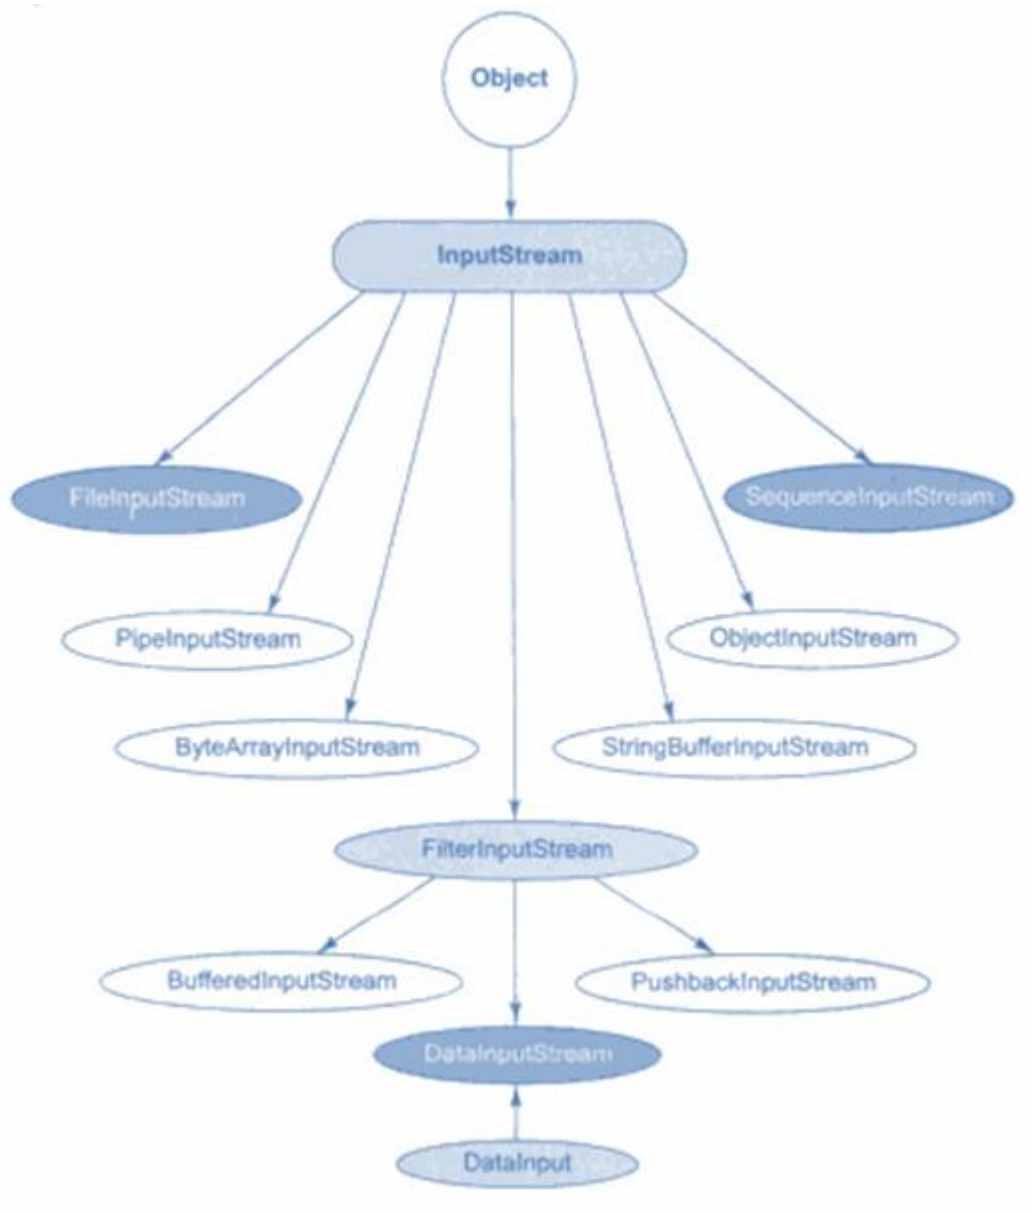 Object
InputStream
FileInputStream
SequenceInputStream
PipeInputStream
ObjectInputStream
ByteArrayInputStream
StringBufferInputStream
FilterInputStream
BufferedInputStream
PushbackInputStream
DataInputStream
DataInput